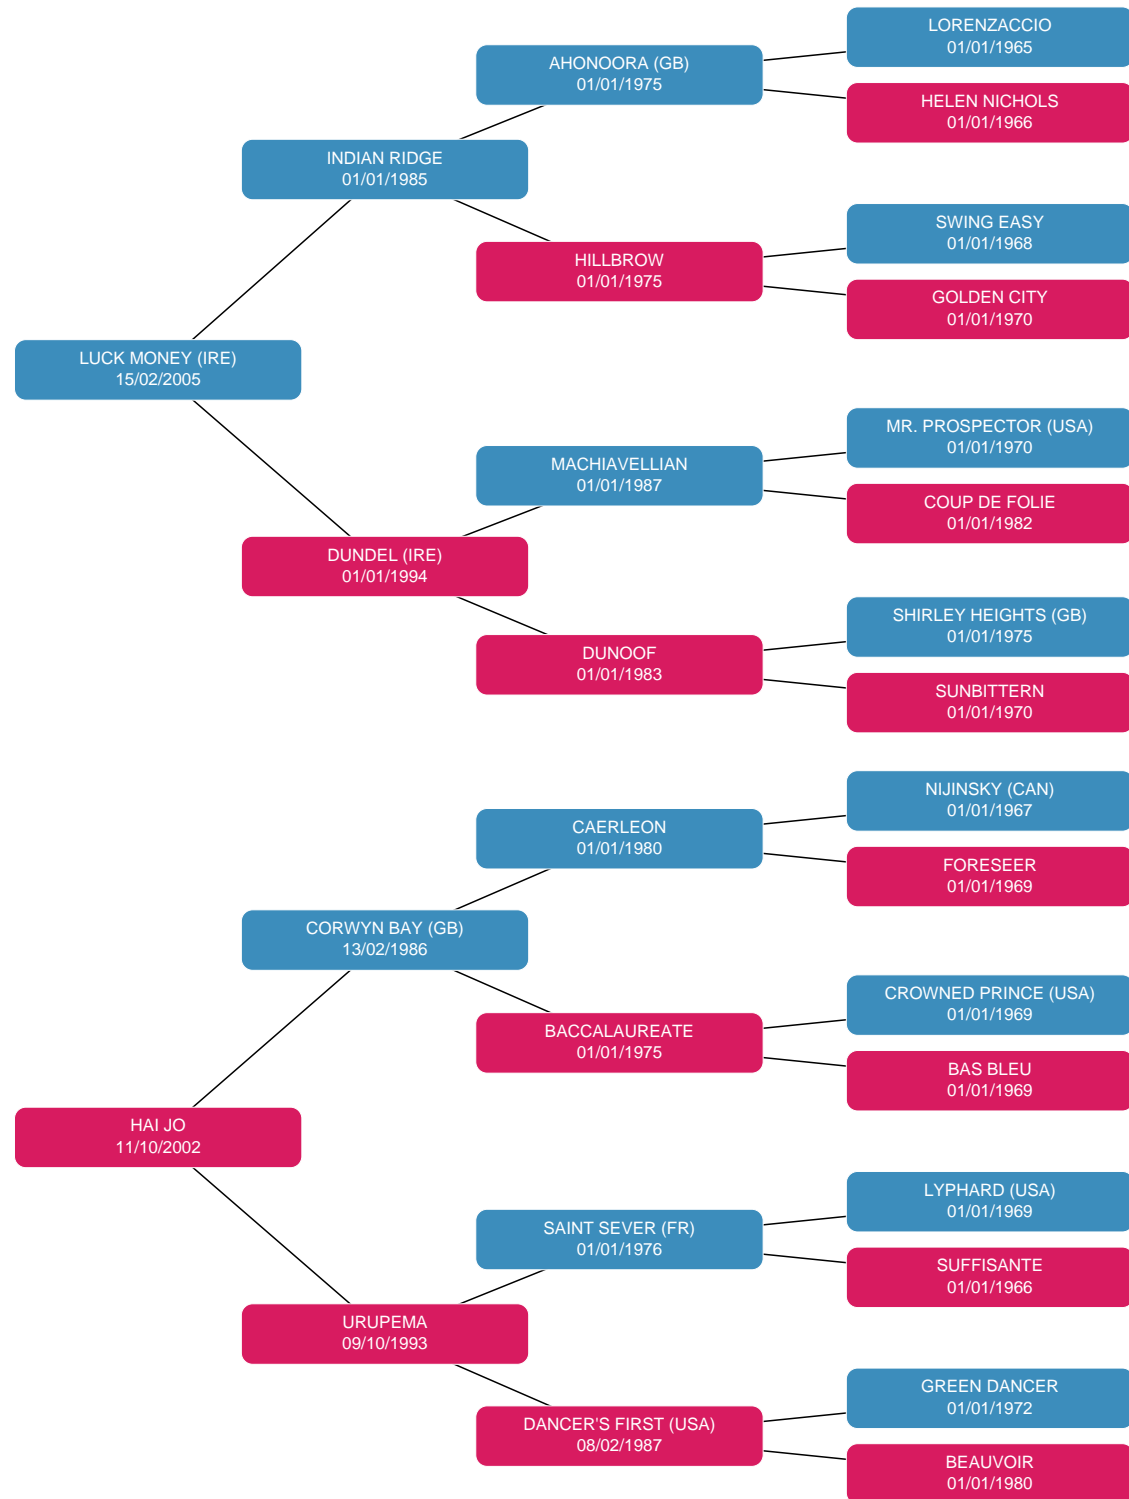 LORENZACCIO
01/01/1965
AHONOORA (GB)
01/01/1975
HELEN NICHOLS
01/01/1966
INDIAN RIDGE
01/01/1985
SWING EASY
01/01/1968
HILLBROW
01/01/1975
GOLDEN CITY
01/01/1970
LUCK MONEY (IRE)
15/02/2005
MR. PROSPECTOR (USA)
01/01/1970
MACHIAVELLIAN
01/01/1987
COUP DE FOLIE
01/01/1982
DUNDEL (IRE)
01/01/1994
SHIRLEY HEIGHTS (GB)
01/01/1975
DUNOOF
01/01/1983
SUNBITTERN
01/01/1970
NIJINSKY (CAN)
01/01/1967
CAERLEON
01/01/1980
FORESEER
01/01/1969
CORWYN BAY (GB)
13/02/1986
CROWNED PRINCE (USA)
01/01/1969
BACCALAUREATE
01/01/1975
BAS BLEU
01/01/1969
HAI JO
11/10/2002
LYPHARD (USA)
01/01/1969
SAINT SEVER (FR)
01/01/1976
SUFFISANTE
01/01/1966
URUPEMA
09/10/1993
GREEN DANCER
01/01/1972
DANCER'S FIRST (USA)
08/02/1987
BEAUVOIR
01/01/1980